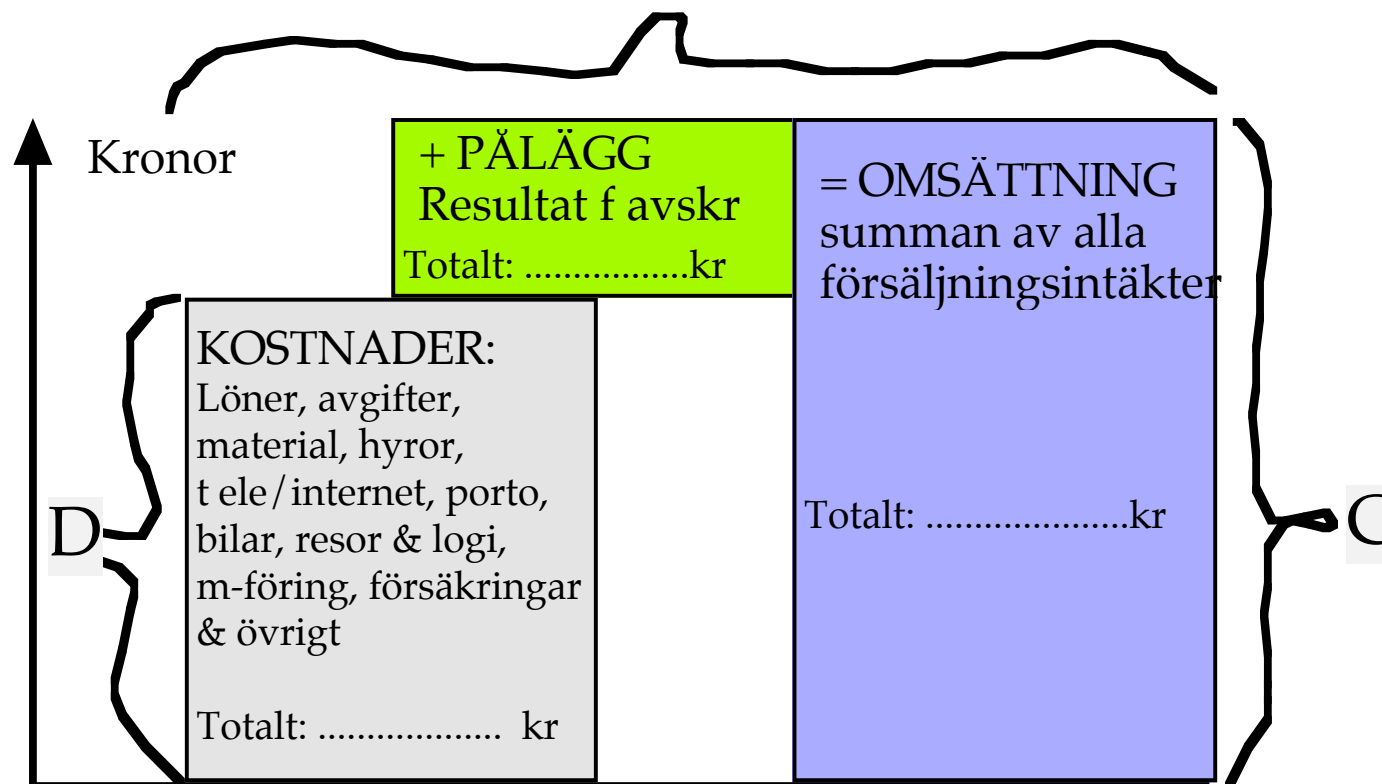 Kronor
+ PÅLÄGG
Resultat f avskr
Totalt: .................kr
= OMSÄTTNING
summan av alla
försäljningsintäkter
Totalt: .....................kr
KOSTNADER:
Löner, avgifter,
material, hyror,
t ele/internet, porto,
bilar, resor & logi,
m-föring, försäkringar
& övrigt
Totalt: ................... kr
D